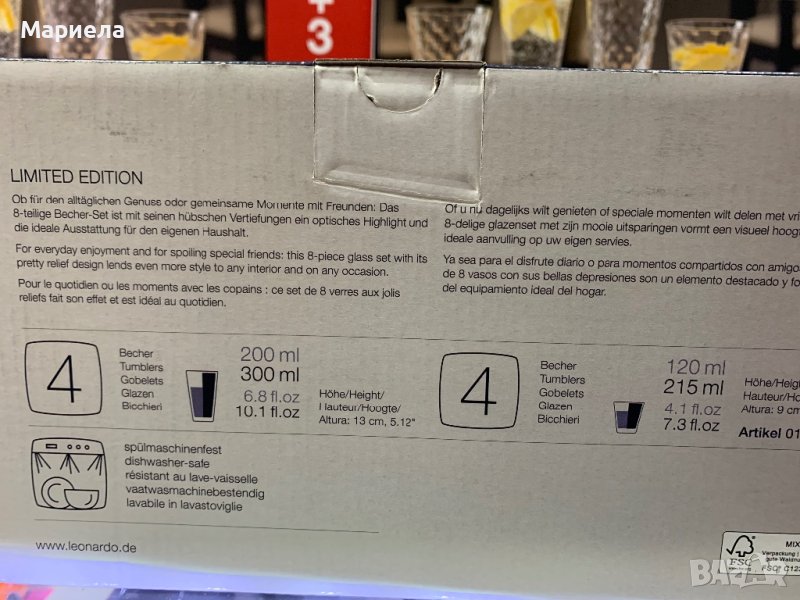 Мариела
+3
LIMITED EDITION
Ob für den alltäglichen Genuss oder gemeinsame Momente mit Freunden: Das
8-teilige Becher-Set ist mit seinen hübschen Vertiefungen ein optisches Highlight und
die ideale Ausstattung für den eigenen Haushalt.
For everyday enjoyment and for spoiling special friends: this 8-piece glass set with its
pretty relief design lends even more style to any interior and on any occasion.
Pour le quotidien ou les moments avec les copains : ce set de 8 verres aux jolis
reliefs fait son effet et est idéal au quotidien.
Of u nu dagelijks wilt genieten of speciale momenten wilt delen met
8-delige glazenset met zijn mooie uitsparingen vormt een visueel
ideale aanvulling op uw eigen servies.
Ya sea para el disfrute diario o para momentos compartidos con
de 8 vasos con sus bellas depresiones son un elemento destacado y
del equipamiento ideal del hogar.
4
Becher
Tumblers
Gobelets
Glazen
Bicchieri
200 ml
300 ml
6.8 fl.oz
10.1 fl.oz
Höhe/Height/
Hauteur/Hoogte/
Altura: 13 cm, 5.12"
4
Becher
Tumblers
Gobelets
Glazen
Bicchieri
120 ml
215 ml
4.1 fl.oz
7.3 fl.oz
Altura: 9 cm
Artikel 01
spülmaschinenfest
dishwasher-safe
résistant au lave-vaisselle
vaatwasmachinebestendig
lavabile in lavastoviglie
www.leonardo.de
FSC
MIX
Verpackung
BAZAR.bg